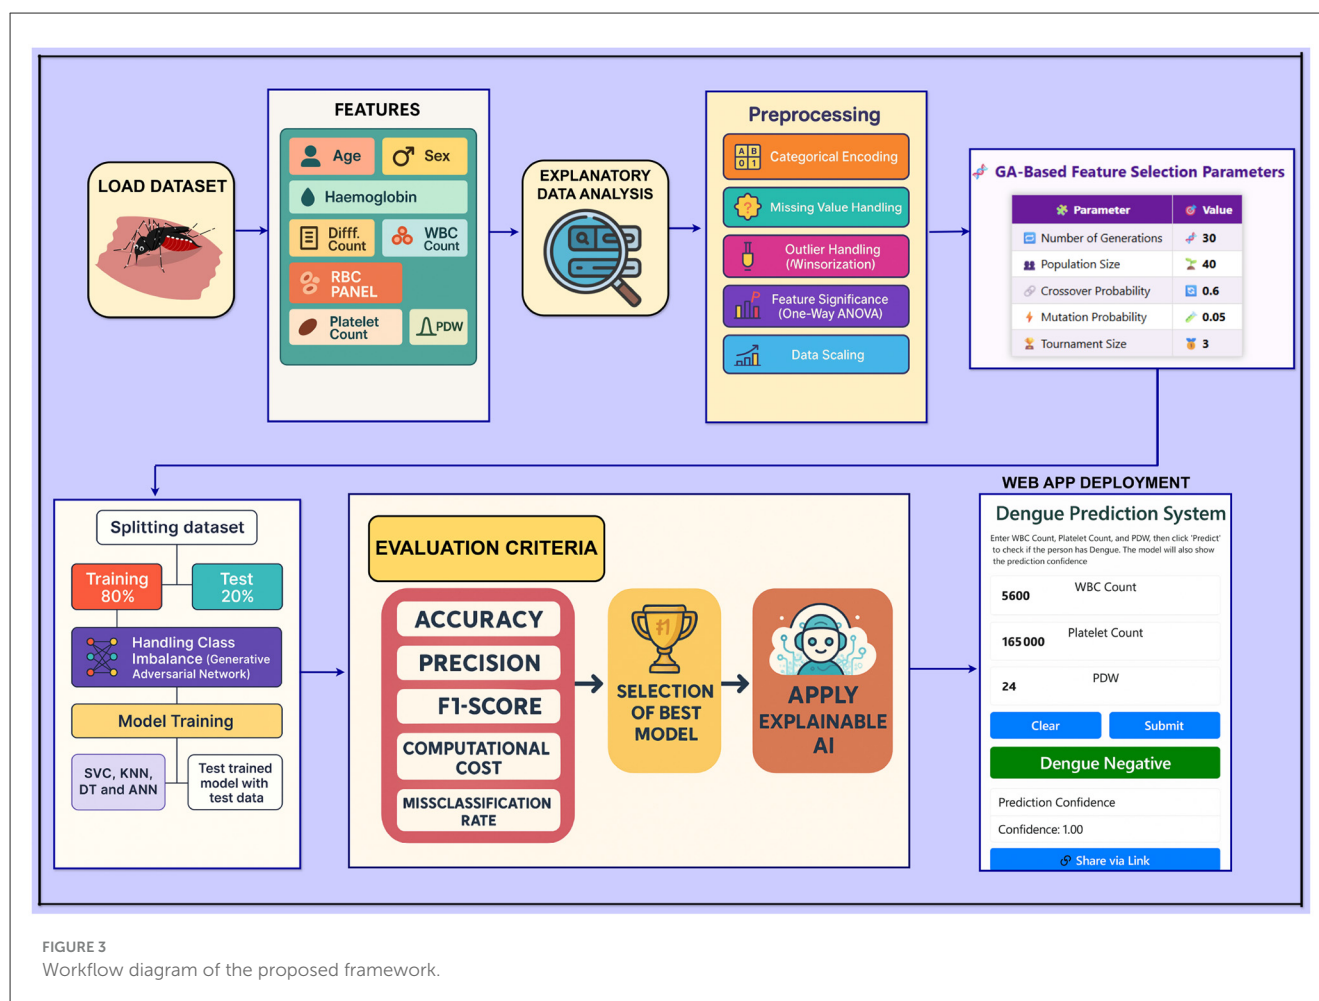 LOAD DATASET
FEATURES
Age
Sex
Haemoglobin
Difff.
Count
WBC
Count
RBC
PANEL
Platelet
Count
PDW
EXPLANATORY
DATA ANALYSIS
Preprocessing
A B
0 1
Categorical Encoding
?
Missing Value Handling
Outlier Handling
(Winsorization)
P
Feature Significance
(One-Way ANOVA)
Data Scaling
GA-Based Feature Selection Parameters
Parameter Value
Number of Generations 30
Population Size 40
Crossover Probability 0.6
Mutation Probability 0.05
Tournament Size 3
Splitting dataset
Training
80%
Test
20%
Handling Class
Imbalance (Generative
Adversarial Network)
Model Training
SVC, KNN,
DT and ANN
Test trained
model with
test data
EVALUATION CRITERIA
ACCURACY
PRECISION
F1-SCORE
COMPUTATIONAL
COST
MISSCLASSIFICATION
RATE
#1
SELECTION
OF BEST
MODEL
APPLY
EXPLAINABLE
AI
WEB APP DEPLOYMENT
Dengue Prediction System
Enter WBC Count, Platelet Count, and PDW, then click 'Predict'
to check if the person has Dengue. The model will also show
the prediction confidence
WBC Count
5600
Platelet Count
165000
PDW
24
Clear
Submit
Dengue Negative
Prediction Confidence
Confidence: 1.00
Share via Link
FIGURE 3
Workflow diagram of the proposed framework.